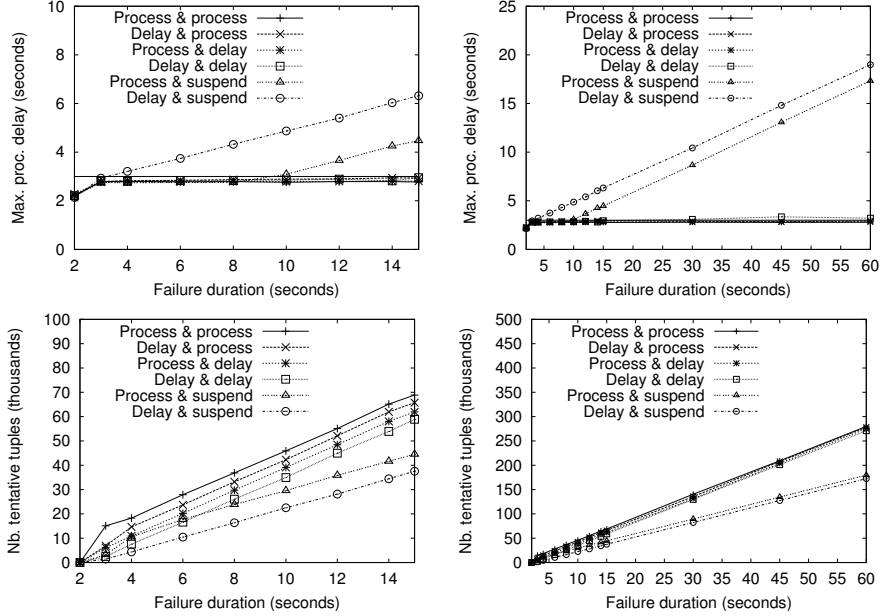 Max. proc. delay (seconds)
10
8
6
4
2
0
Process & process
Delay & process
Process & delay
Delay & delay
Process & suspend
Delay & suspend
2 4 6 8 10 12 14
Failure duration (seconds)
Max. proc. delay (seconds)
25
20
15
10
5
0
Process & process
Delay & process
Process & delay
Delay & delay
Process & suspend
Delay & suspend
5 10 15 20 25 30 35 40 45 50 55 60
Failure duration (seconds)
Nb. tentative tuples (thousands)
100
90
80
70
60
50
40
30
20
10
0
Process & process
Delay & process
Process & delay
Delay & delay
Process & suspend
Delay & suspend
2 4 6 8 10 12 14
Failure duration (seconds)
Nb. tentative tuples (thousands)
500
450
400
350
300
250
200
150
100
50
0
Process & process
Delay & process
Process & delay
Delay & delay
Process & suspend
Delay & suspend
5 10 15 20 25 30 35 40 45 50 55 60
Failure duration (seconds)